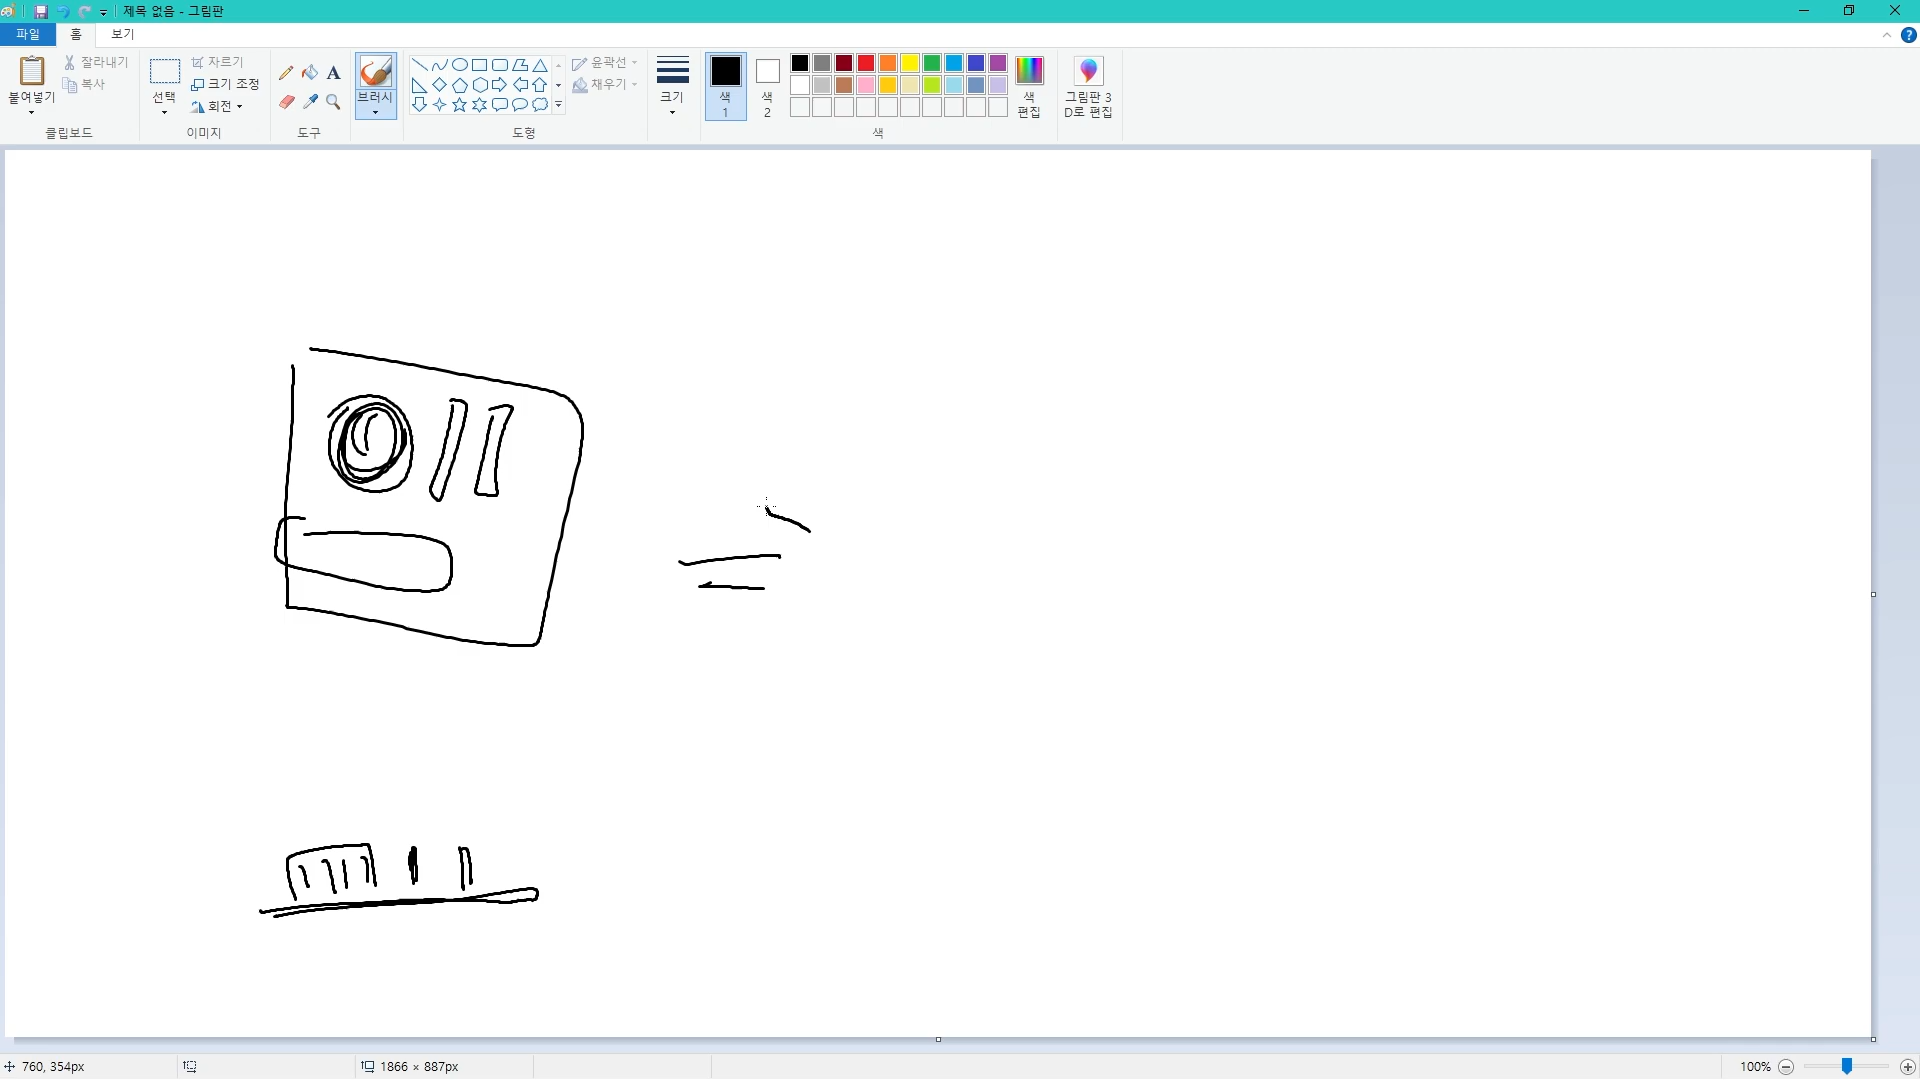 제목 없음 - 그림판
파일 홈 보기
붙여넣기
잘라내기
복사
클립보드
선택
자르기
크기 조정
회전
이미지
A
도구
브러시
도형
윤곽선
채우기
크기
색
1
색
2
색
편집
색
그림판 3
D로 편집
760, 354px
1866 × 887px
100%